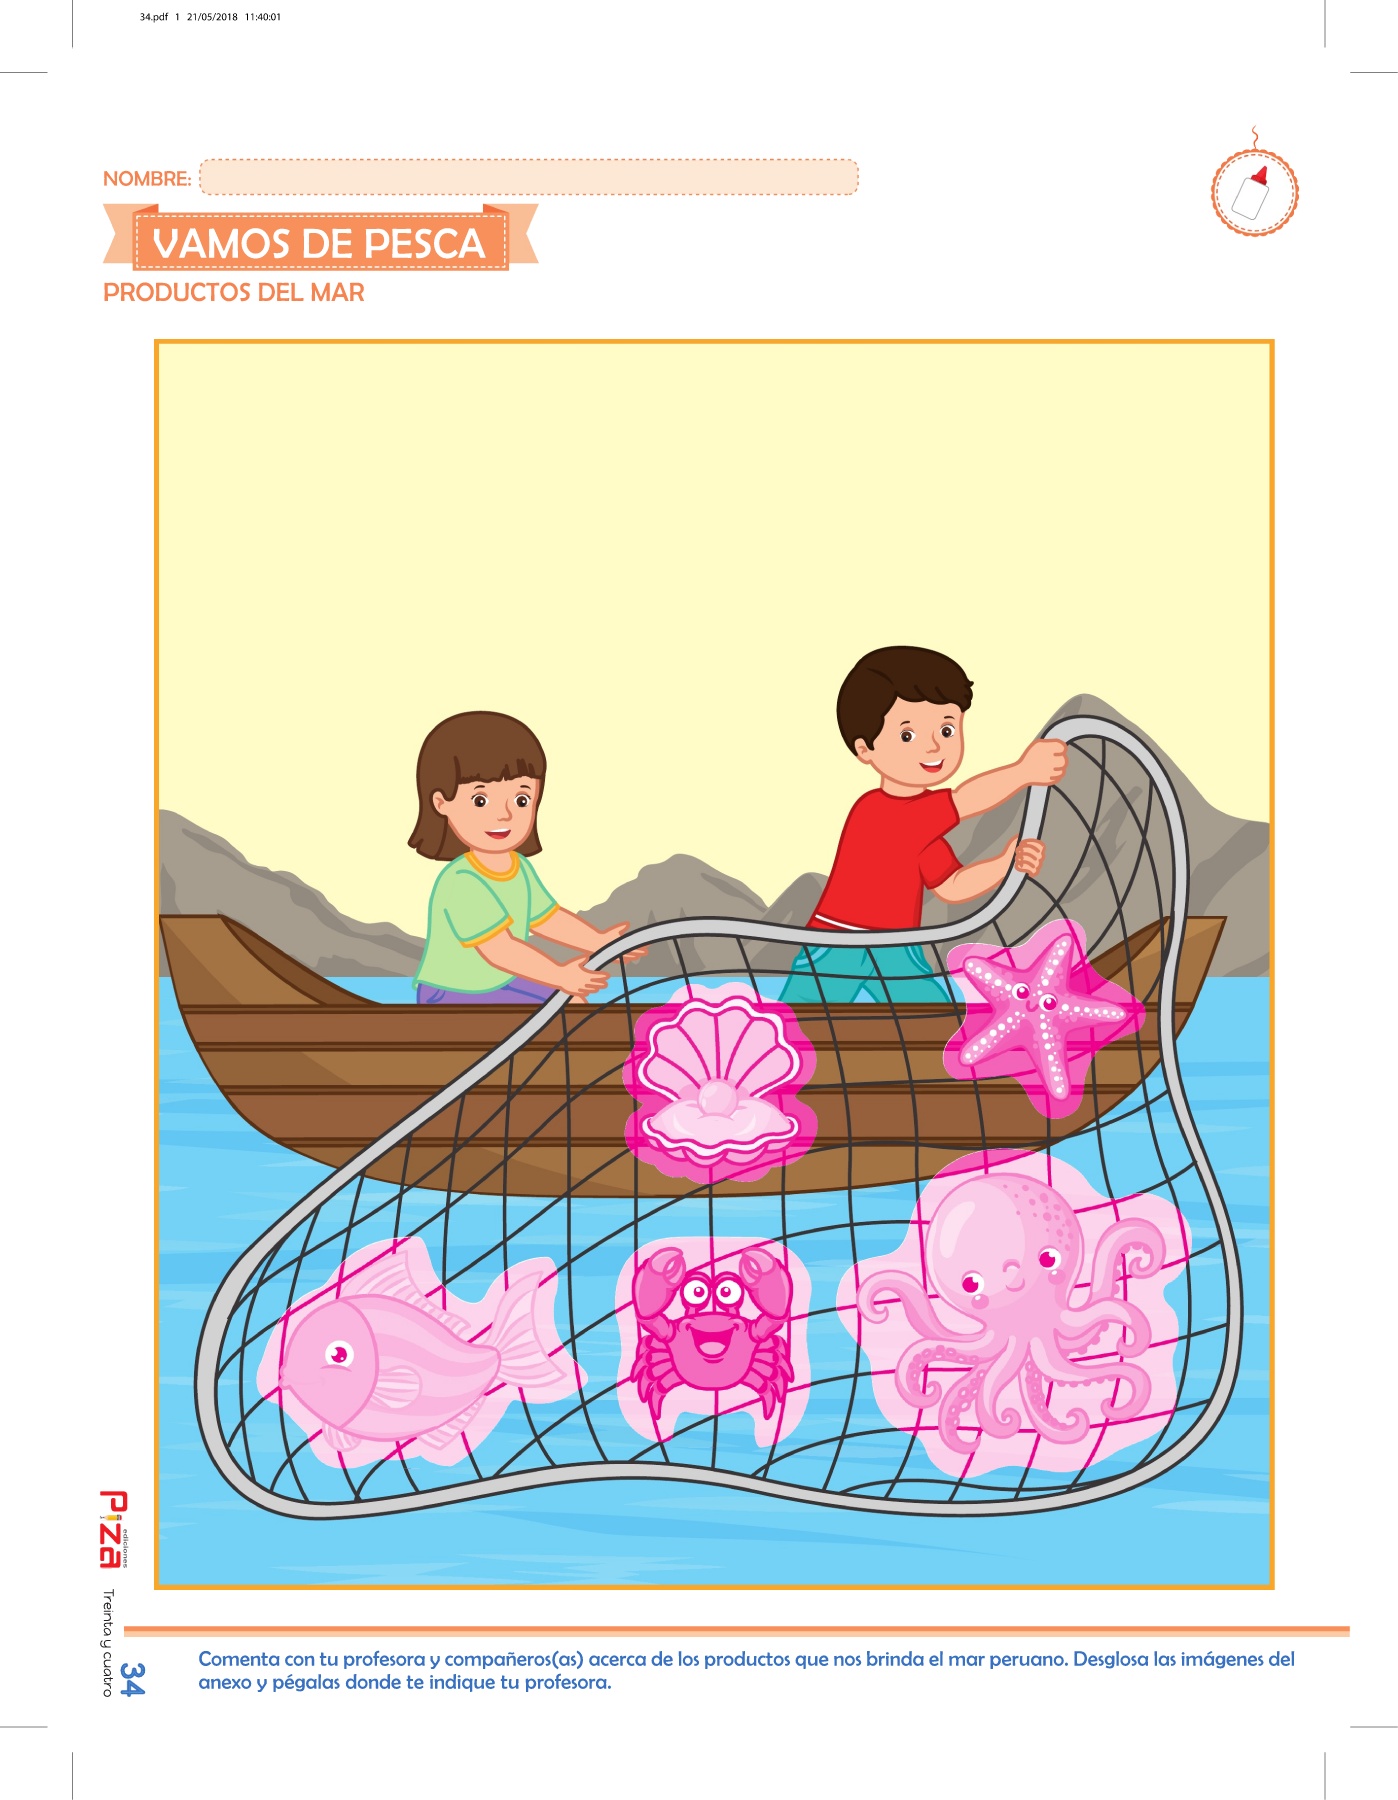 34.pdf 1 21/05/2018 11:40:01
NOMBRE:
VAMOS DE PESCA
PRODUCTOS DEL MAR
Piza
ediciones
Treinta y cuatro
34
Comenta con tu profesora y compañeros(as) acerca de los productos que nos brinda el mar peruano. Desglosa las imágenes del
anexo y pégalas donde te indique tu profesora.